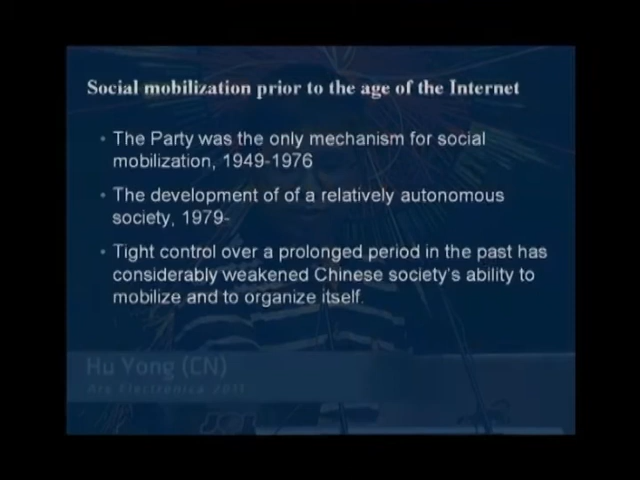 Social mobilization prior to the age of the Internet
• The Party was the only mechanism for social
mobilization, 1949-1976
• The development of of a relatively autonomous
society, 1979-
• Tight control over a prolonged period in the past has
considerably weakened Chinese society's ability to
mobilize and to organize itself.
Hu Yong (CN)
Ars Electronica 2011